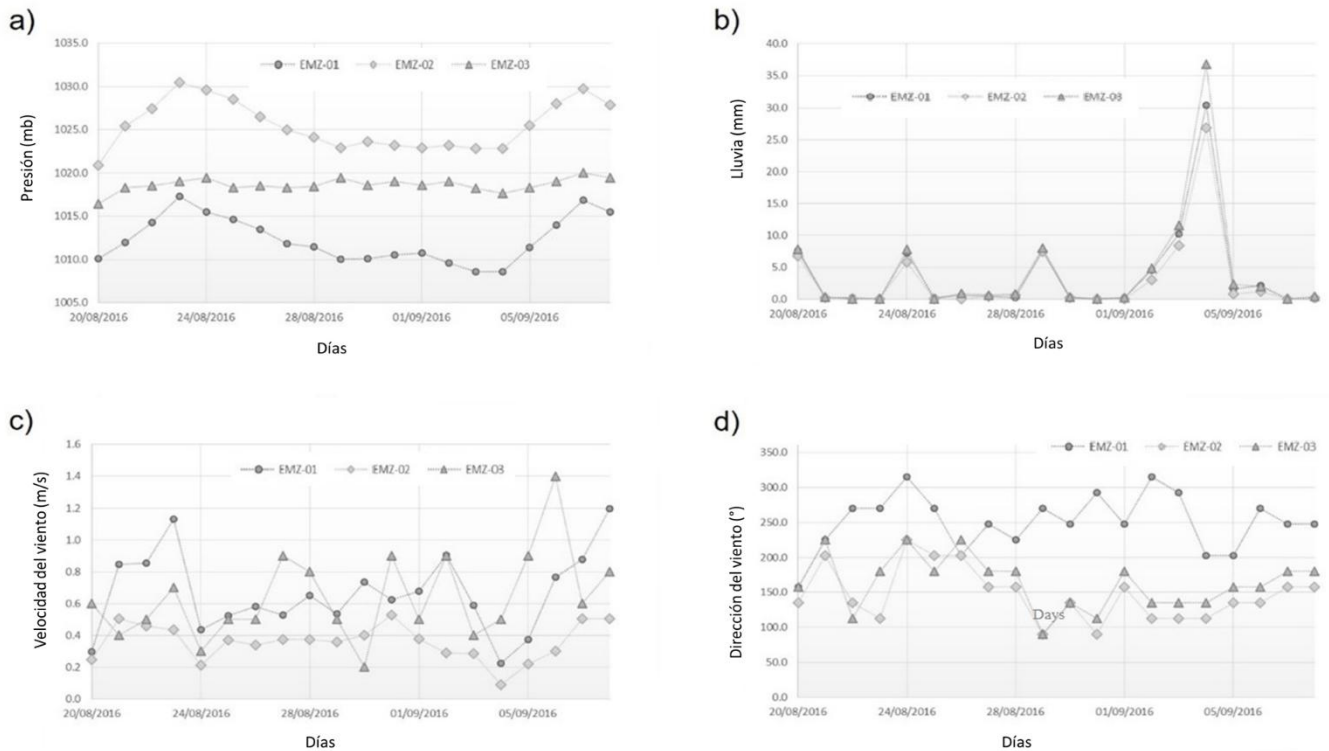 a)
1035.0
EMZ-01 EMZ-02 EMZ-03
1030.0
1025.0
1020.0
1015.0
1010.0
1005.0
Presión (mb)
20/08/2016 24/08/2016 28/08/2016 01/09/2016 05/09/2016
Días
b)
40.0
35.0
EMZ-01 EMZ-02 EMZ-03
30.0
25.0
20.0
15.0
10.0
5.0
0.0
Lluvia (mm)
20/08/2016 24/08/2016 28/08/2016 01/09/2016 05/09/2016
Días
c)
1.6
EMZ-01 EMZ-02 EMZ-03
1.4
1.2
1.0
0.8
0.6
0.4
0.2
0.0
Velocidad del viento (m/s)
20/08/2016 24/08/2016 28/08/2016 01/09/2016 05/09/2016
Días
d)
EMZ-01 EMZ-02 EMZ-03
350.0
300.0
250.0
200.0
150.0
Days
100.0
50.0
0.0
Dirección del viento (°)
20/08/2016 24/08/2016 28/08/2016 01/09/2016 05/09/2016
Días